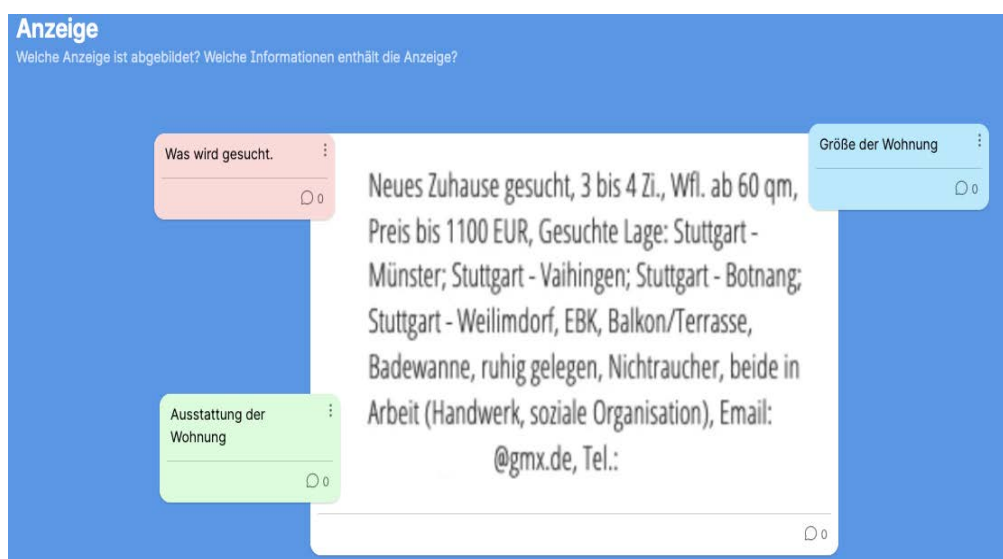 Anzeige
Welche Anzeige ist abgebildet? Welche Informationen enthält die Anzeige?
Was wird gesucht.
0
Größe der Wohnung
0
Neues Zuhause gesucht, 3 bis 4 Zi., Wfl. ab 60 qm,
Preis bis 1100 EUR, Gesuchte Lage: Stuttgart -
Münster; Stuttgart - Vaihingen; Stuttgart - Botnang;
Stuttgart - Weilimdorf, EBK, Balkon/Terrasse,
Badewanne, ruhig gelegen, Nichtraucher, beide in
Arbeit (Handwerk, soziale Organisation), Email:
@gmx.de, Tel.:
0
Ausstattung der
Wohnung
0